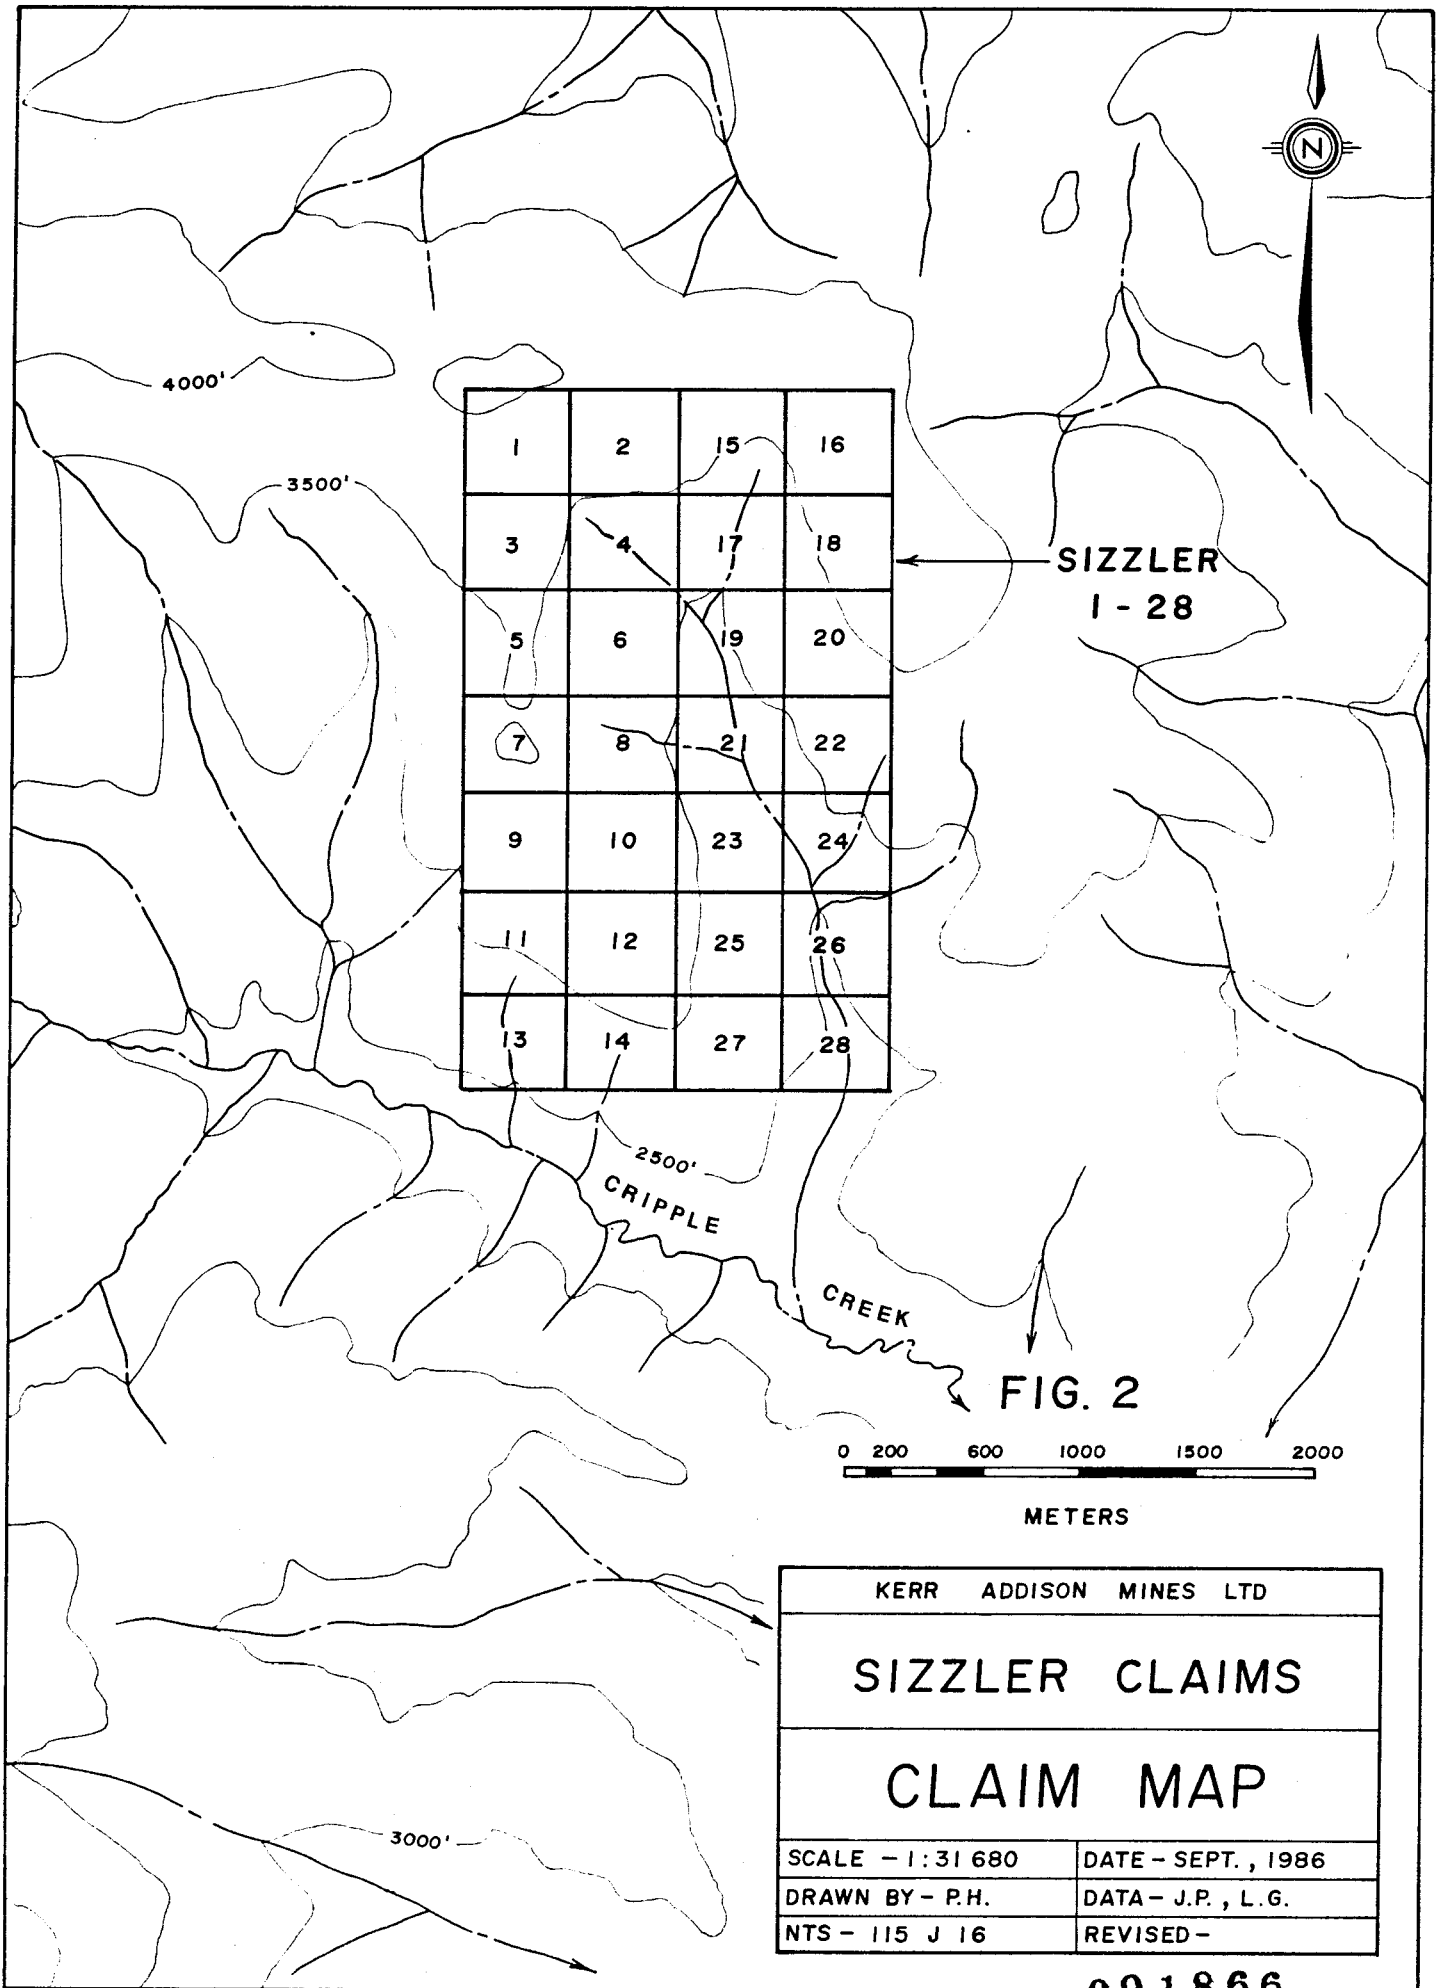 N
4000'
3500'
1 2 15 16
3 4 17 18
SIZZLER
1 - 28
5 6 19 20
7 8 21 22
9 10 23 24
11 12 25 26
13 14 27 28
2500'
CRIPPLE
CREEK
FIG. 2
0 200 600 1000 1500 2000
METERS
KERR ADDISON MINES LTD
SIZZLER CLAIMS
CLAIM MAP
3000'
SCALE - 1:31 680 DATE - SEPT., 1986
DRAWN BY - P.H. DATA - J.P., L.G.
NTS - 115 J 16 REVISED -
091866